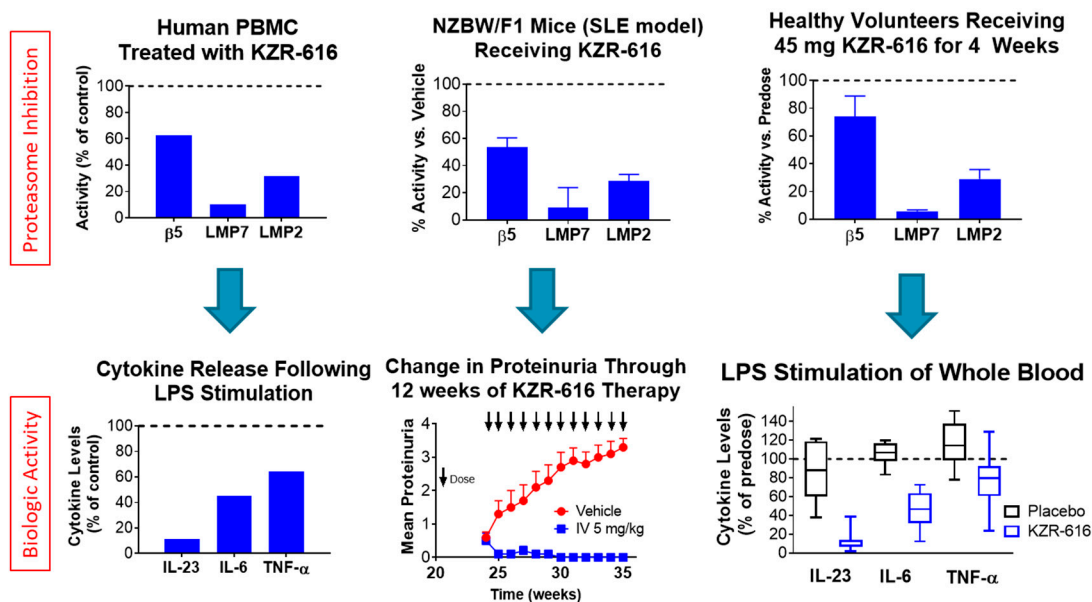 Proteasome Inhibition
Human PBMC
Treated with KZR-616
Activity (% of control)
100
80
60
40
20
0
β5 LMP7 LMP2
NZBW/F1 Mice (SLE model)
Receiving KZR-616
% Activity vs. Vehicle
100
80
60
40
20
0
β5 LMP7 LMP2
Healthy Volunteers Receiving
45 mg KZR-616 for 4 Weeks
% Activity vs. Predose
100
80
60
40
20
0
β5 LMP7 LMP2
Biologic Activity
Cytokine Release Following
LPS Stimulation
Cytokine Levels
(% of control)
100
80
60
40
20
0
IL-23 IL-6 TNF-α
Change in Proteinuria Through
12 weeks of KZR-616 Therapy
Mean Proteinuria
4
3
2
1
0
Dose
Vehicle
IV 5 mg/kg
20 25 30 35
Time (weeks)
LPS Stimulation of Whole Blood
Cytokine Levels
(% of predose)
140
120
100
80
60
40
20
0
Placebo
KZR-616
IL-23 IL-6 TNF-α